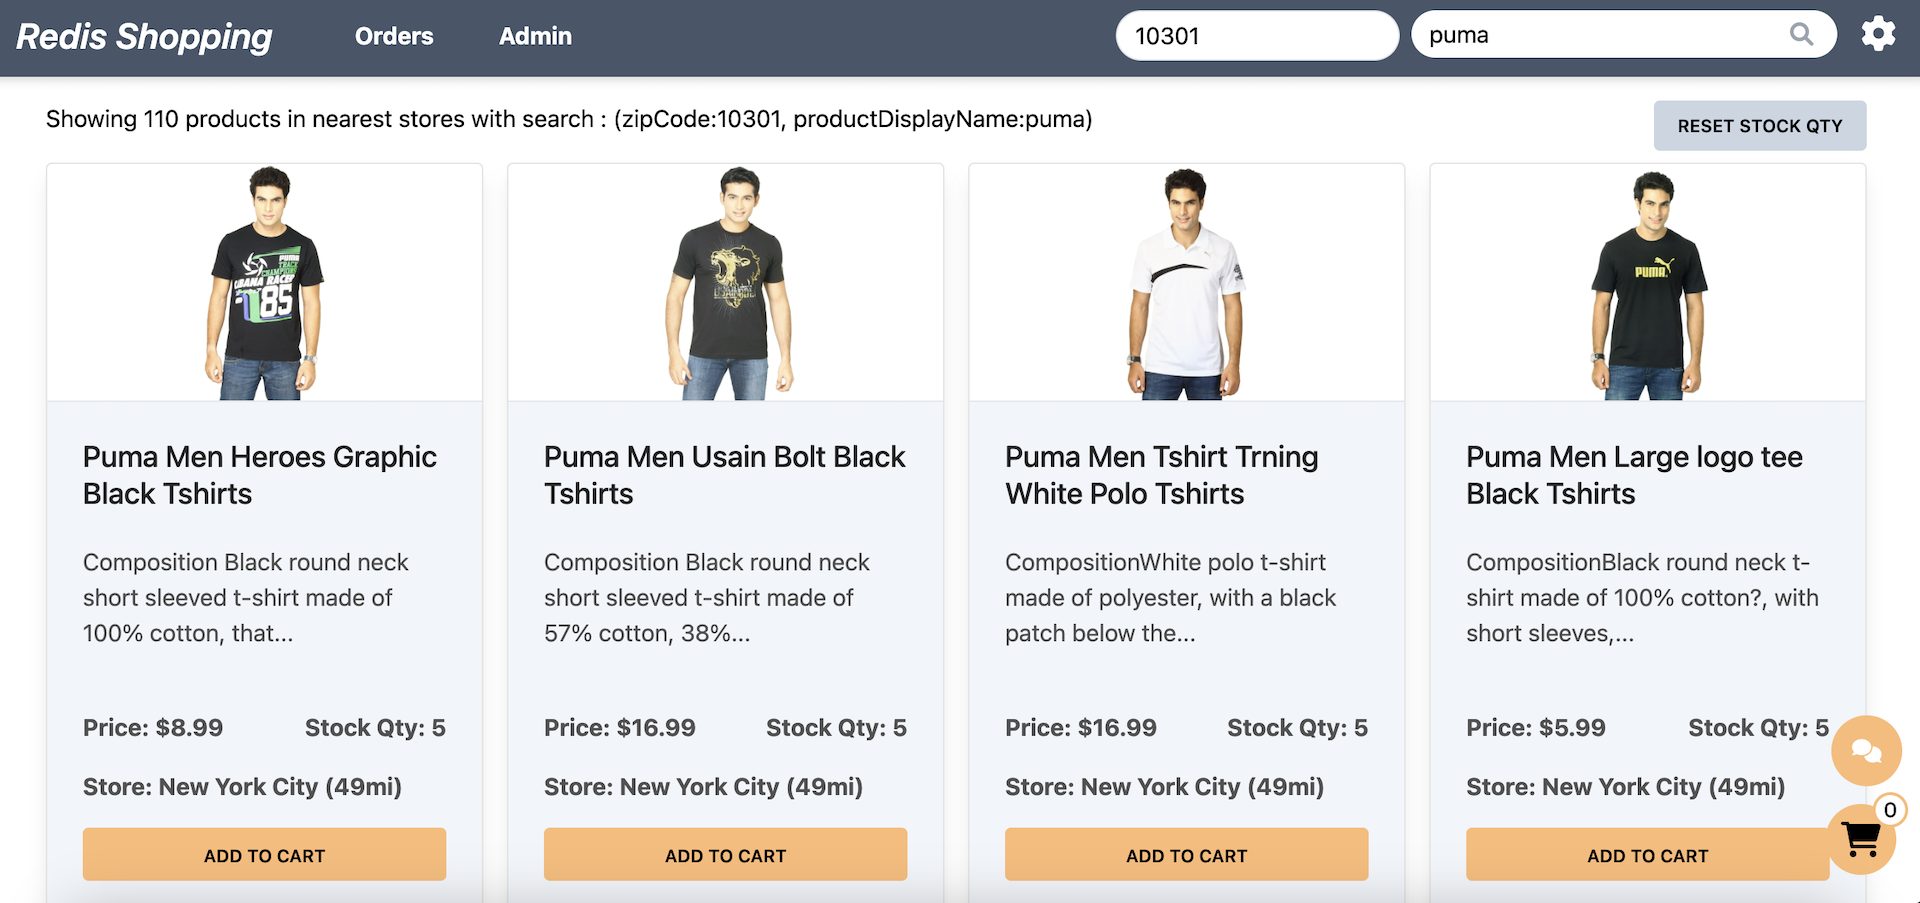 Redis Shopping Orders Admin 10301 puma
Showing 110 products in nearest stores with search : (zipCode:10301, productDisplayName:puma)
RESET STOCK QTY
PUMA
TRACK
CHAMPION
85
PUMA
Puma Men Heroes Graphic
Black Tshirts
Composition Black round neck
short sleeved t-shirt made of
100% cotton, that...
Price: $8.99 Stock Qty: 5
Store: New York City (49mi)
ADD TO CART
Puma Men Usain Bolt Black
Tshirts
Composition Black round neck
short sleeved t-shirt made of
57% cotton, 38%...
Price: $16.99 Stock Qty: 5
Store: New York City (49mi)
ADD TO CART
Puma Men Tshirt Trning
White Polo Tshirts
CompositionWhite polo t-shirt
made of polyester, with a black
patch below the...
Price: $16.99 Stock Qty: 5
Store: New York City (49mi)
ADD TO CART
Puma Men Large logo tee
Black Tshirts
CompositionBlack round neck t-
shirt made of 100% cotton?, with
short sleeves,...
Price: $5.99 Stock Qty: 5
Store: New York City (49mi)
ADD TO CART
0